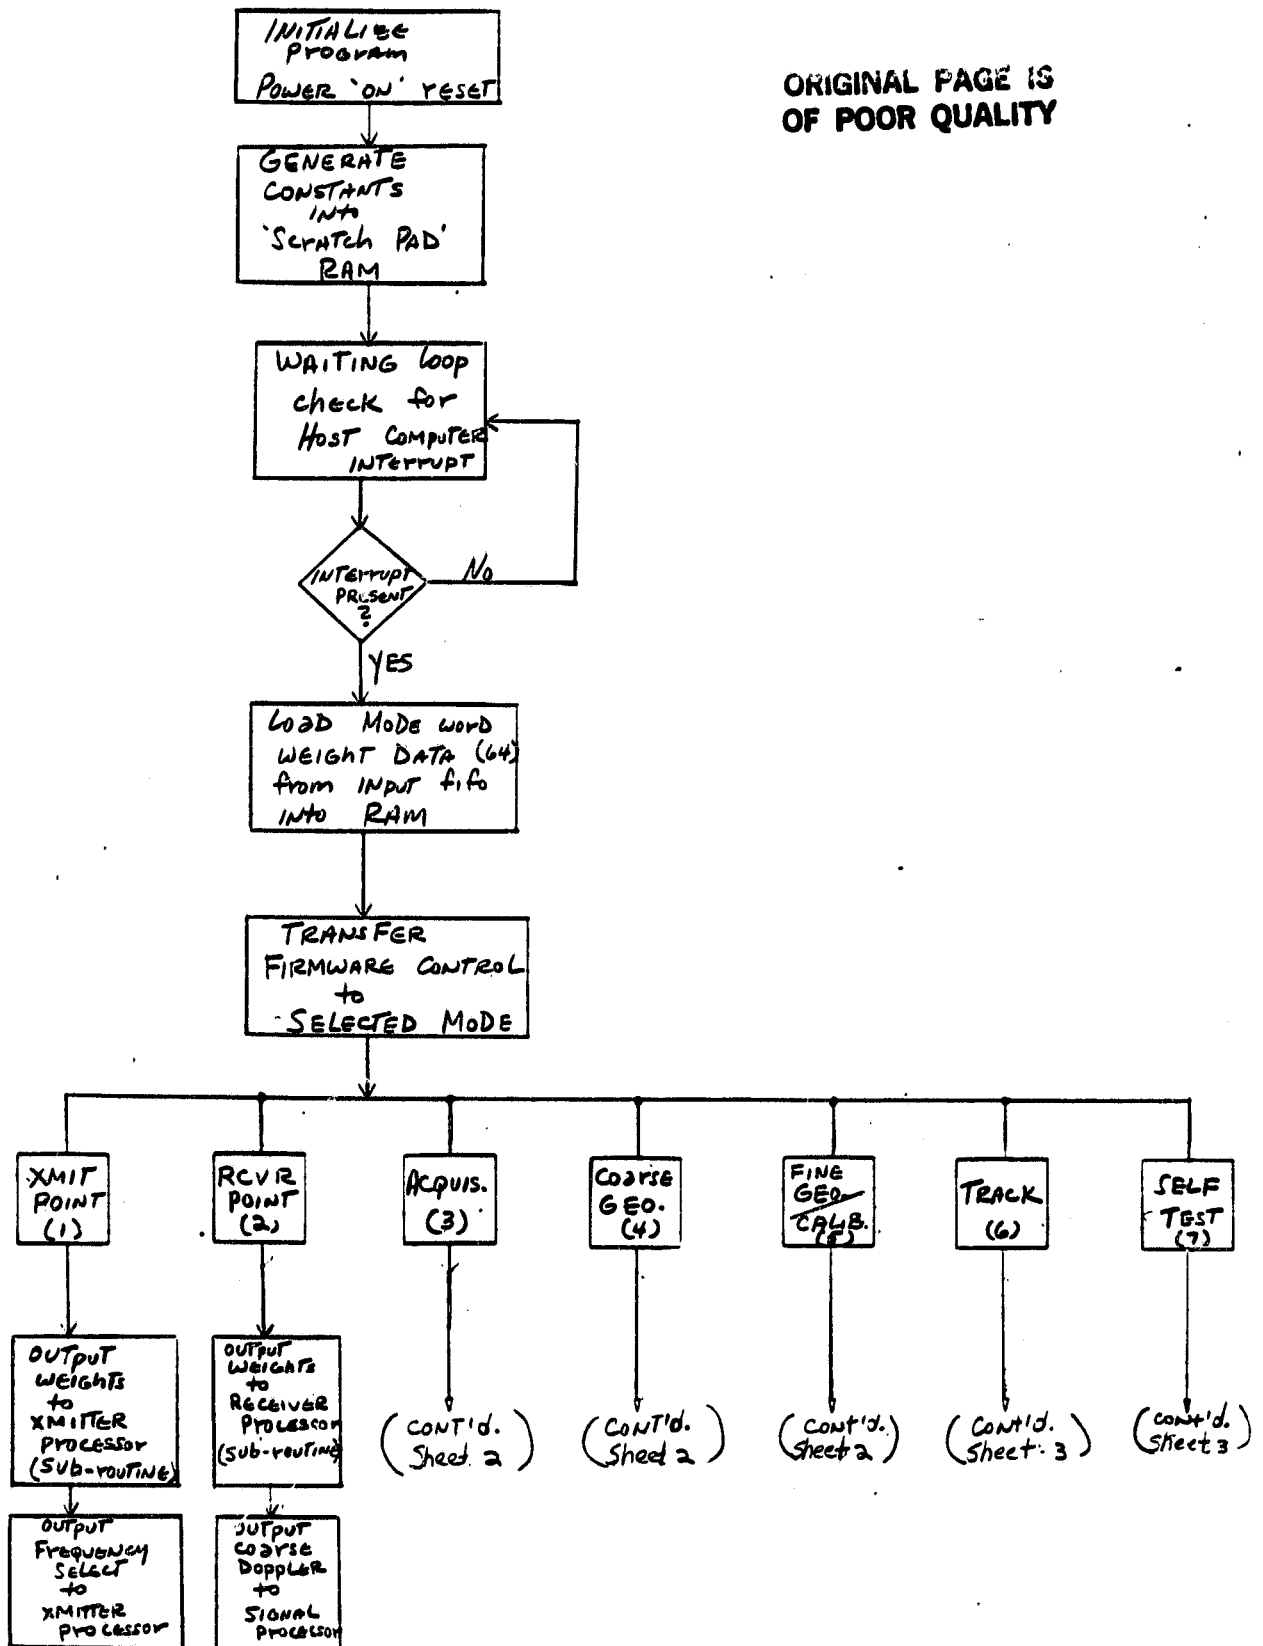 INITIALIZE
PROGRAM
POWER 'ON' RESET
ORIGINAL PAGE IS
OF POOR QUALITY
GENERATE
CONSTANTS
INTO
'SCRATCH PAD'
RAM
WAITING LOOP
CHECK FOR
HOST COMPUTER
INTERRUPT
INTERRUPT
PRESENT
?
NO
YES
LOAD MODE WORD
WEIGHT DATA (64)
from INPUT fifo
INTO RAM
TRANSFER
FIRMWARE CONTROL
to
SELECTED MODE
XMIT
POINT
(1)
RCVR
POINT
(2)
ACQUIS.
(3)
COARSE
GEO.
(4)
FINE
GEO./
CALIB.
(5)
TRACK
(6)
SELF
TEST
(7)
OUTPUT
WEIGHTS
to
XMITTER
PROCESSOR
(SUB-ROUTINE)
OUTPUT
WEIGHTS
to
RECEIVER
PROCESSOR
(SUB-ROUTINE)
(CONT'd.
Sheet 2)
(CONT'd.
Sheet 2)
(CONT'd.
Sheet 2)
(CONT'd.
Sheet 3)
(CONT'd.
Sheet 3)
OUTPUT
FREQUENCY
SELECT
to
XMITTER
PROCESSOR
OUTPUT
COARSE
DOPPLER
to
SIGNAL
PROCESSOR